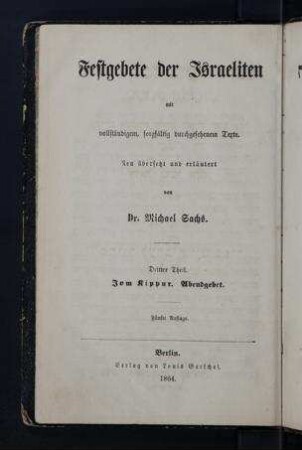 Festgebete der Israeliten
mit
vollständigem, sorgfältig durchgesehenem Texte.
Neu übersetzt und erläutert
von
Dr. Michael Sachs.
Dritter Theil.
Jom Kippur. Abendgebet.
Fünfte Auflage.
Berlin.
Verlag von Louis Gerschel.
1864.